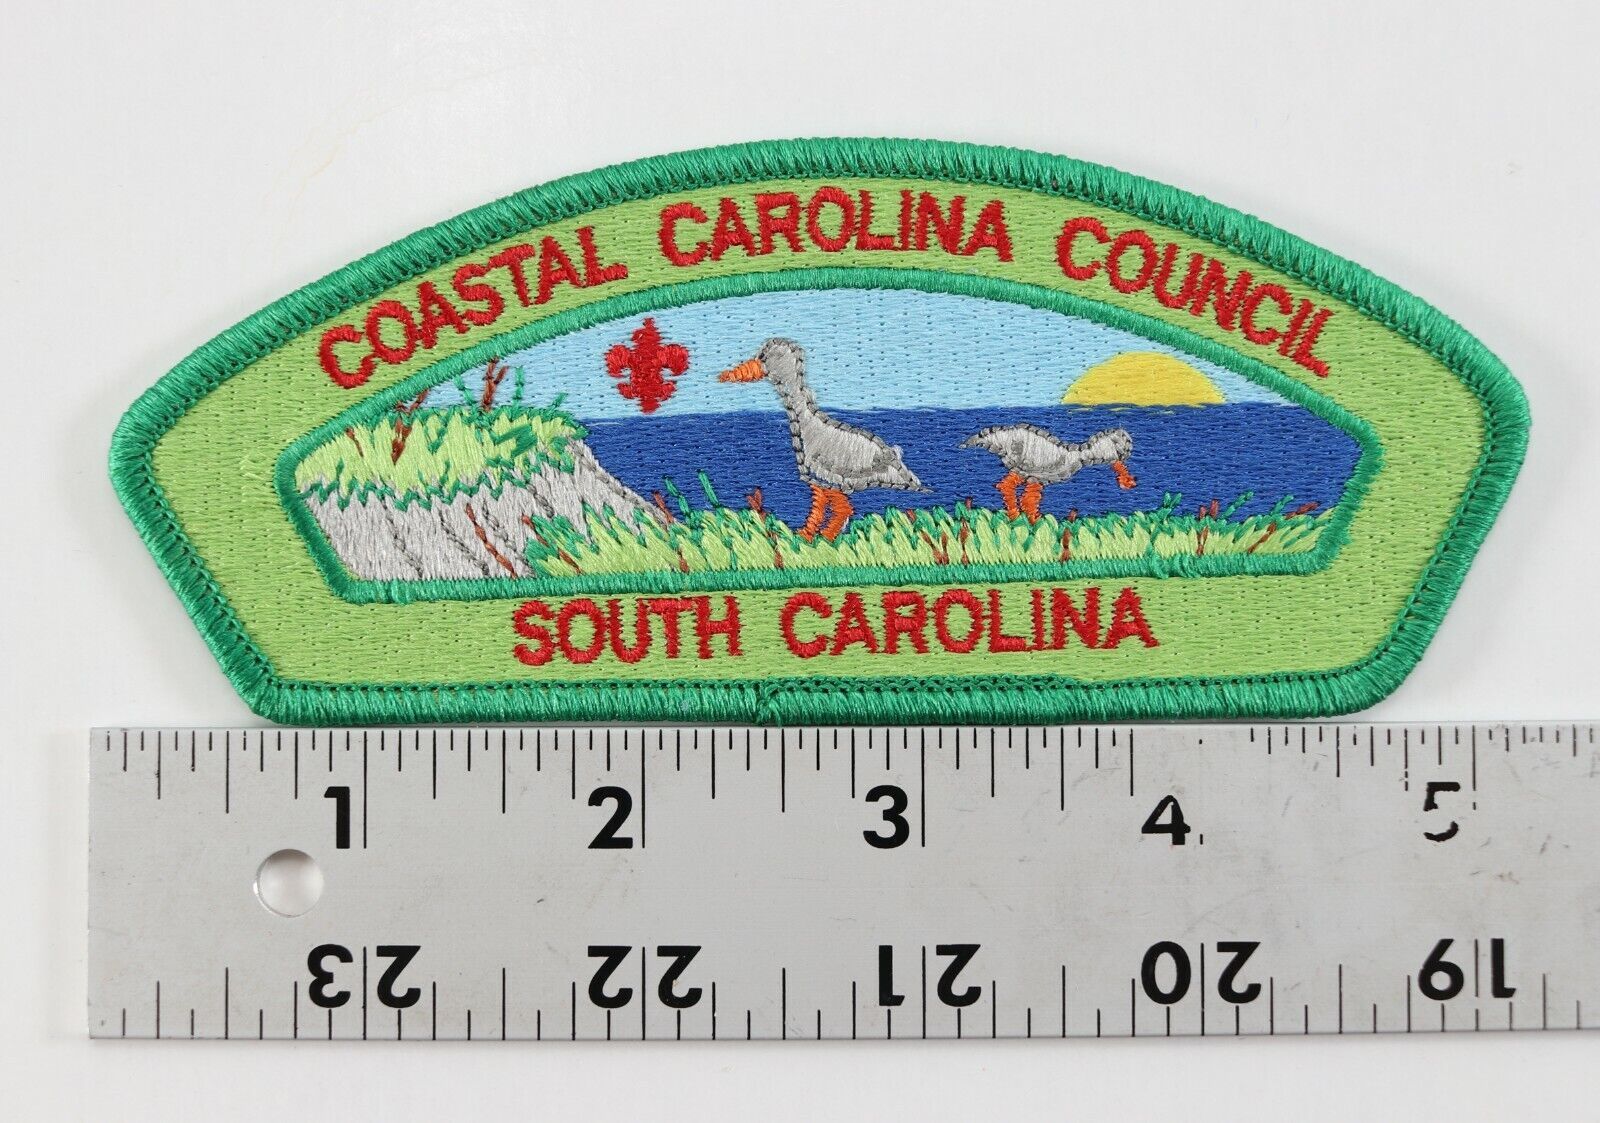 COASTAL CAROLINA COUNCIL
SOUTH CAROLINA
1 2 3 4 5
23 22 21 20 19